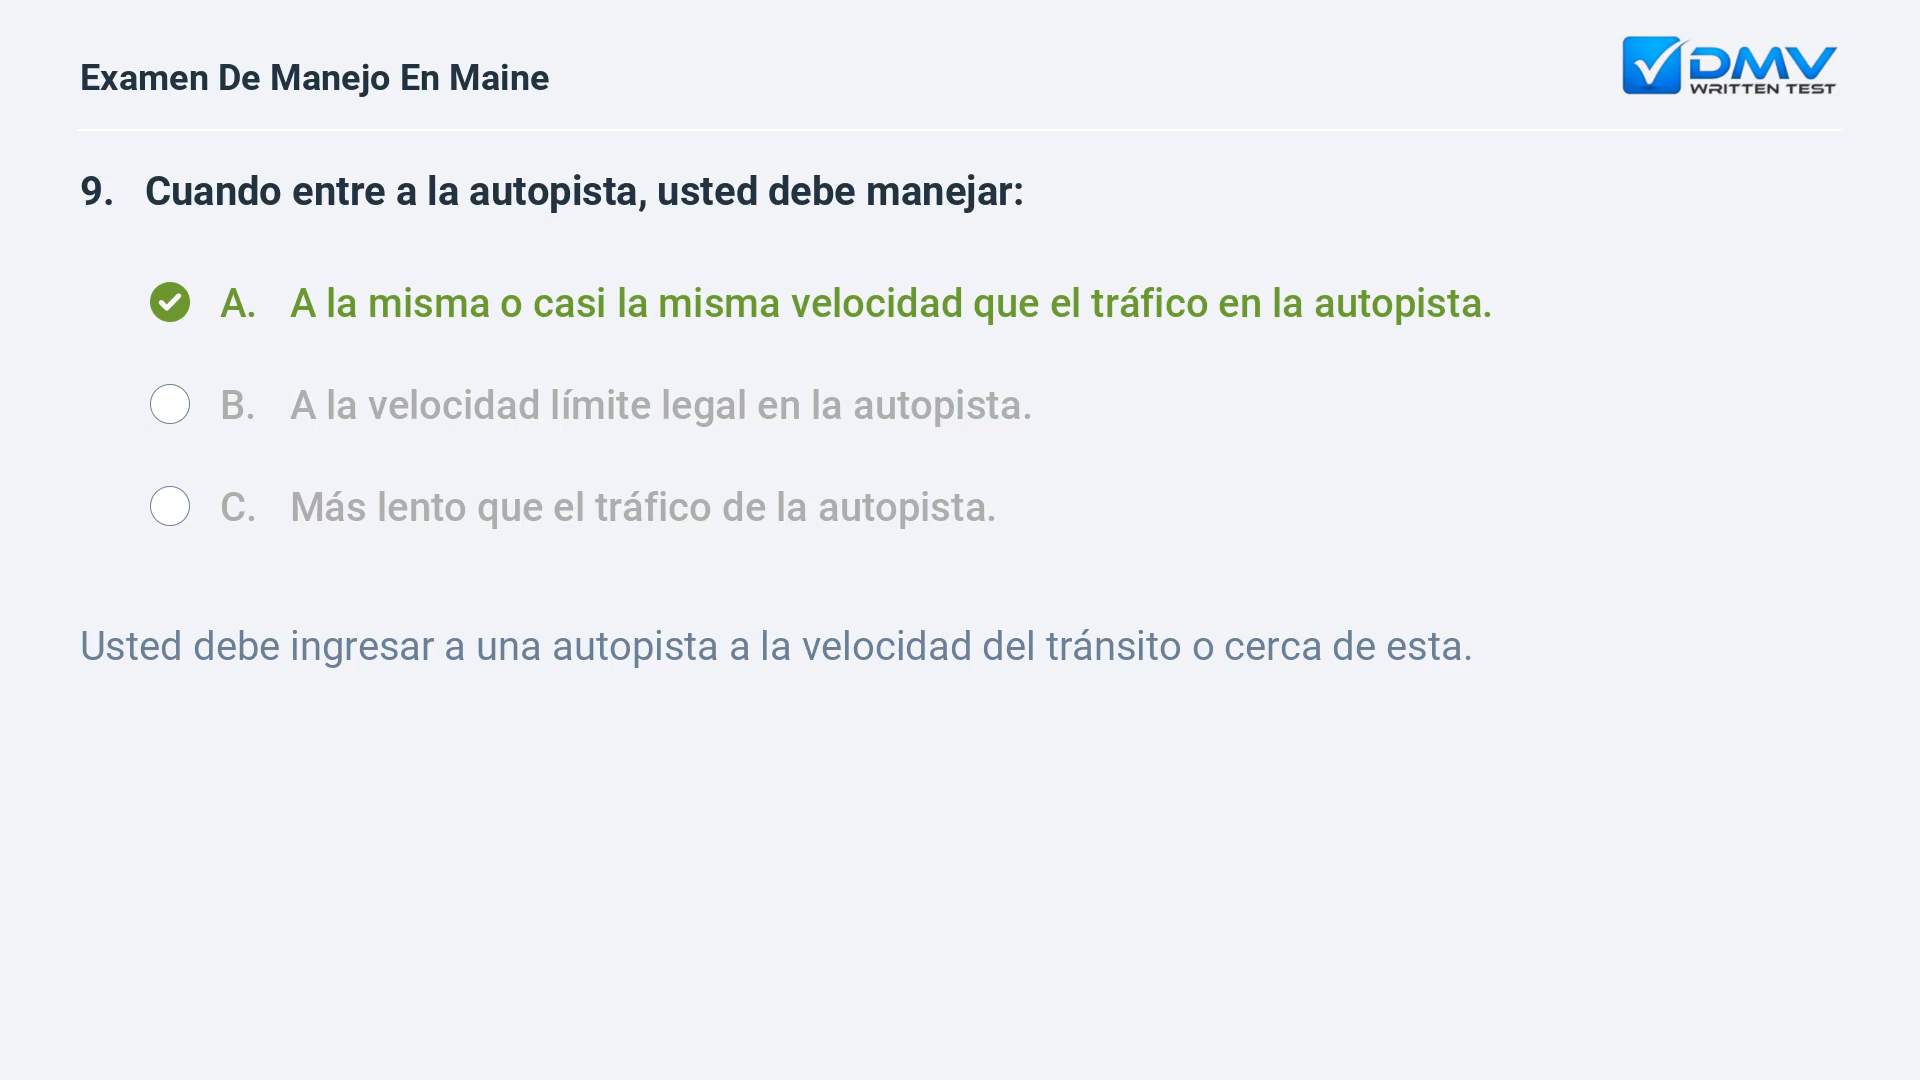 Examen De Manejo En Maine
DMV
WRITTEN TEST
9. Cuando entre a la autopista, usted debe manejar:
A. A la misma o casi la misma velocidad que el tráfico en la autopista.
B. A la velocidad límite legal en la autopista.
C. Más lento que el tráfico de la autopista.
Usted debe ingresar a una autopista a la velocidad del tránsito o cerca de esta.